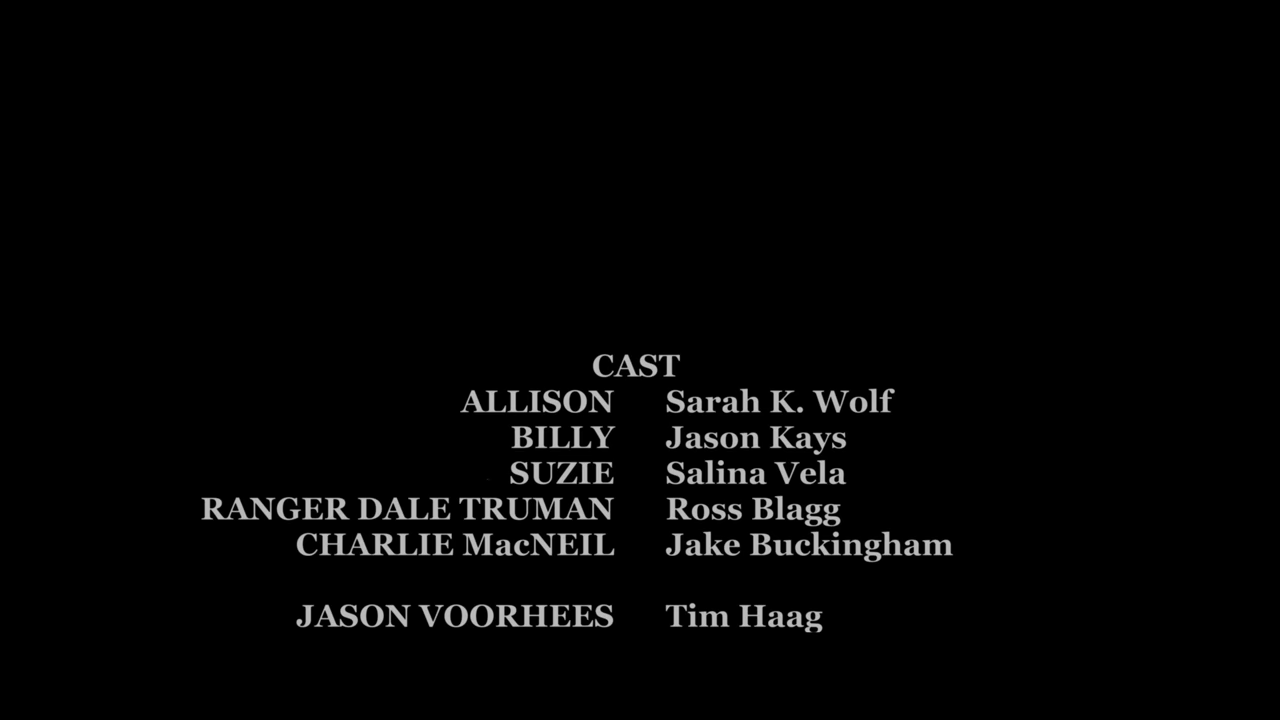 CAST
ALLISON Sarah K. Wolf
BILLY Jason Kays
SUZIE Salina Vela
RANGER DALE TRUMAN Ross Blagg
CHARLIE MacNEIL Jake Buckingham
JASON VOORHEES Tim Haag